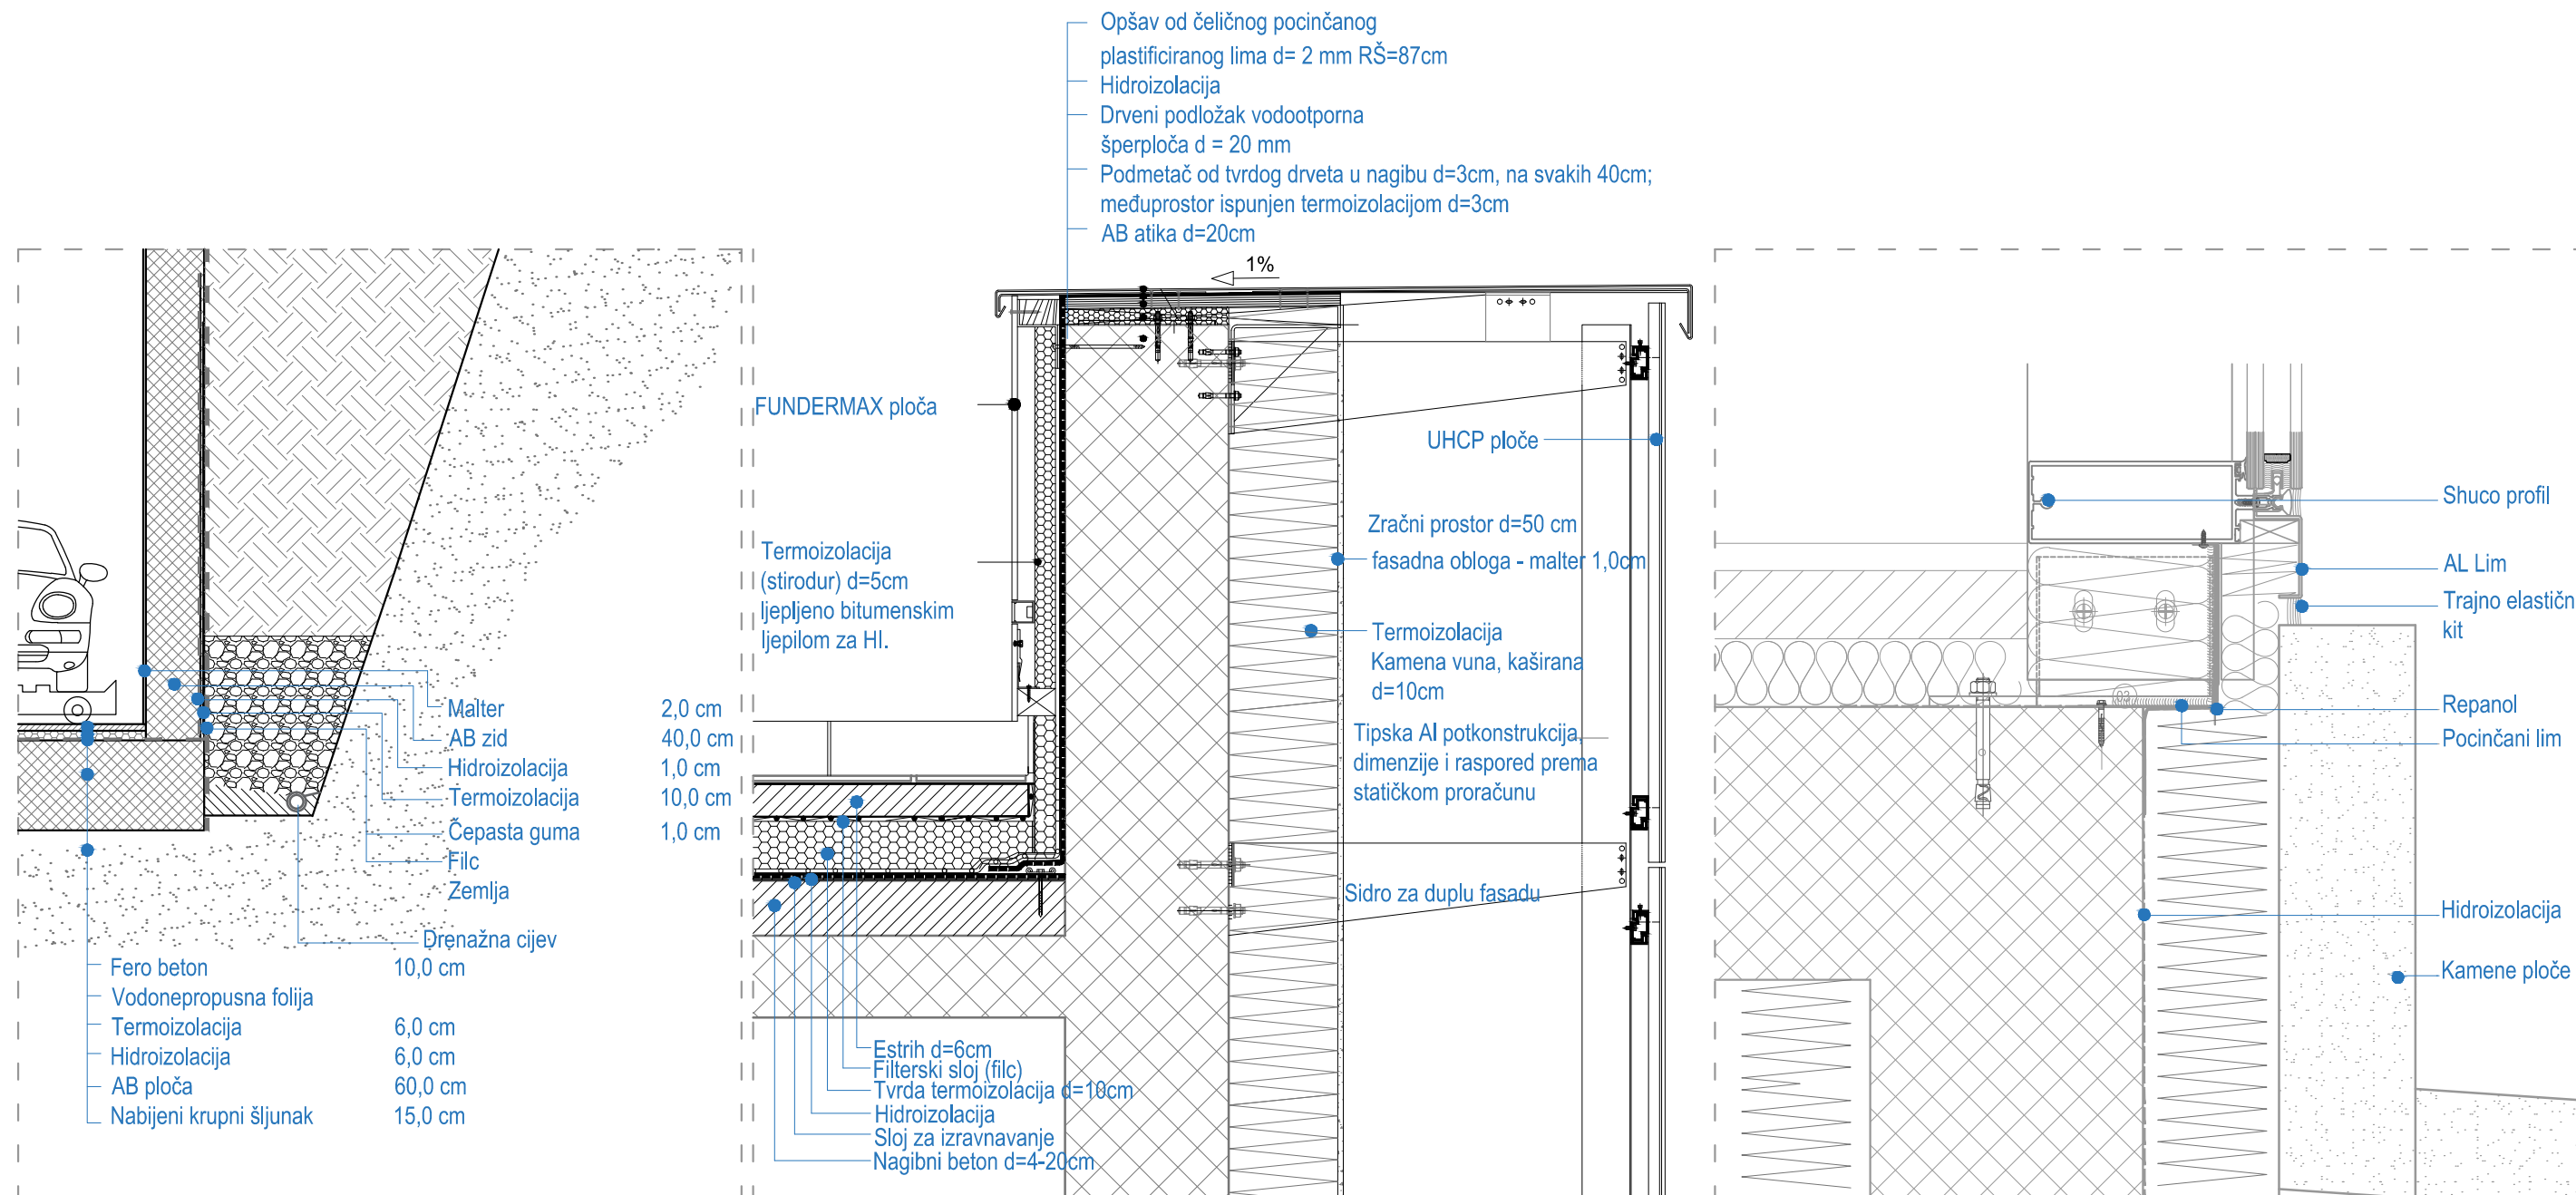 Opšav od čeličnog pocinčanog
plastificiranog lima d= 2 mm RŠ=87cm
Hidroizolacija
Drveni podložak vodootporna
šperploča d = 20 mm
Podmetač od tvrdog drveta u nagibu d=3cm, na svakih 40cm;
međuprostor ispunjen termoizolacijom d=3cm
AB atika d=20cm
1%
Malter 2,0 cm
AB zid 40,0 cm
Hidroizolacija 1,0 cm
Termoizolacija 10,0 cm
Čepasta guma 1,0 cm
Filc
Zemlja
Drenažna cijev
Fero beton 10,0 cm
Vodonepropusna folija
Termoizolacija 6,0 cm
Hidroizolacija 6,0 cm
AB ploča 60,0 cm
Nabijeni krupni šljunak 15,0 cm
FUNDERMAX ploča
Termoizolacija
(stirodur) d=5cm
ljepljeno bitumenskim
ljepilom za HI.
UHCP ploče
Zračni prostor d=50 cm
fasadna obloga - malter 1,0cm
Termoizolacija
Kamena vuna, kaširana
d=10cm
Tipska Al potkonstrukcija,
dimenzije i raspored prema
statičkom proračunu
Sidro za duplu fasadu
Estrih d=6cm
Filterski sloj (filc)
Tvrda termoizolacija d=10cm
Hidroizolacija
Sloj za izravnavanje
Nagibni beton d=4-20cm
Shuco profil
AL Lim
Trajno elastičn
kit
03
Repanol
Pocinčani lim
Hidroizolacija
Kamene ploče